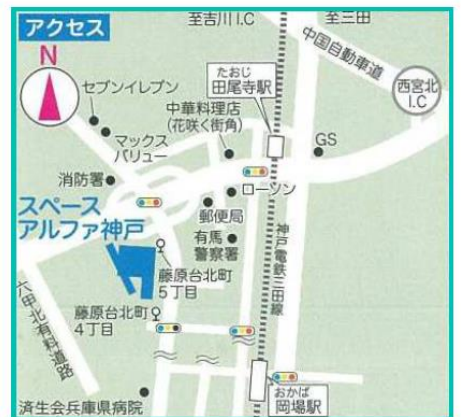 アクセス
至吉川I.C
至三田
N
中国自動車道
たおじ
田尾寺駅
西宮北
I.C
セブンイレブン
中華料理店
(花咲く街角)
マックス
バリュー
GS
消防署
ローソン
スペース
アルファ神戸
郵便局
有馬
警察署
神戸電鉄三田線
藤原台北町
5丁目
藤原台北町
4丁目
六甲北有料道路
おかば
岡場駅
済生会兵庫県病院